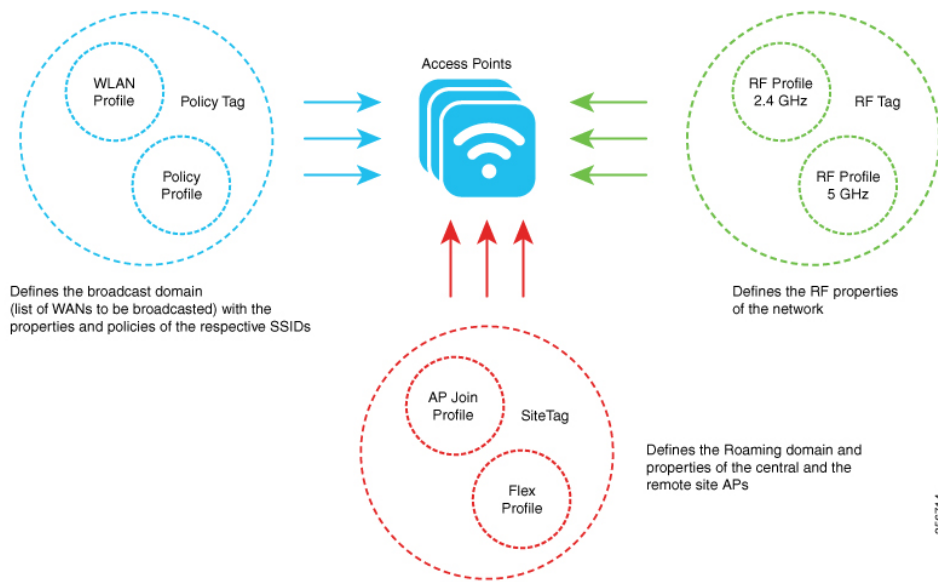 WLAN
Profile
Policy Tag
Policy
Profile
Access Points
RF Profile
2.4 GHz
RF Tag
RF Profile
5 GHz
Defines the broadcast domain
(list of WANs to be broadcasted) with the
properties and policies of the respective SSIDs
Defines the RF properties
of the network
AP Join
Profile
SiteTag
Flex
Profile
Defines the Roaming domain and
properties of the central and the
remote site APs